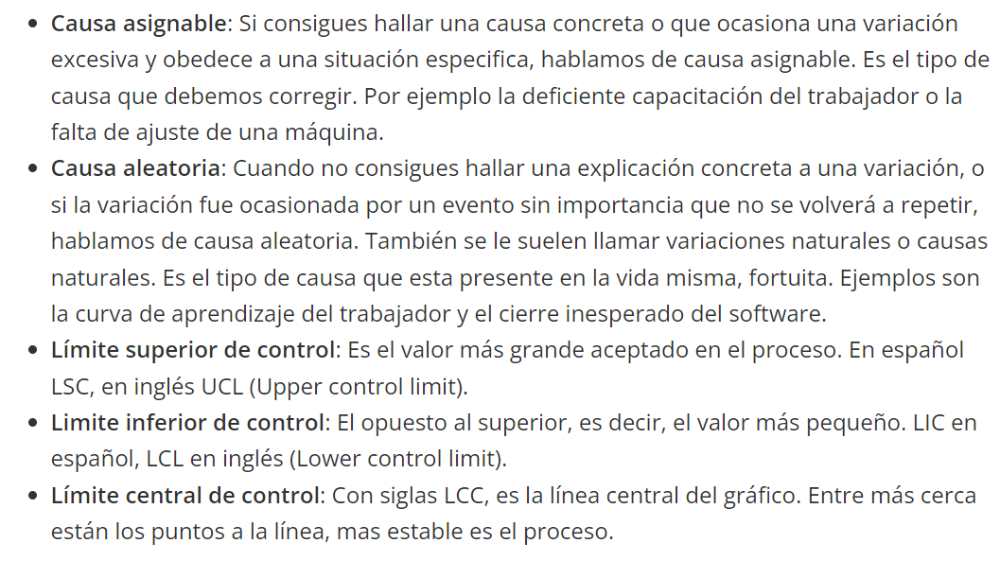 • Causa asignable: Si consigues hallar una causa concreta o que ocasiona una variación
excesiva y obedece a una situación especifica, hablamos de causa asignable. Es el tipo de
causa que debemos corregir. Por ejemplo la deficiente capacitación del trabajador o la
falta de ajuste de una máquina.
• Causa aleatoria: Cuando no consigues hallar una explicación concreta a una variación, o
si la variación fue ocasionada por un evento sin importancia que no se volverá a repetir,
hablamos de causa aleatoria. También se le suelen llamar variaciones naturales o causas
naturales. Es el tipo de causa que esta presente en la vida misma, fortuita. Ejemplos son
la curva de aprendizaje del trabajador y el cierre inesperado del software.
• Límite superior de control: Es el valor más grande aceptado en el proceso. En español
LSC, en inglés UCL (Upper control limit).
• Limite inferior de control: El opuesto al superior, es decir, el valor más pequeño. LIC en
español, LCL en inglés (Lower control limit).
• Límite central de control: Con siglas LCC, es la línea central del gráfico. Entre más cerca
están los puntos a la línea, mas estable es el proceso.